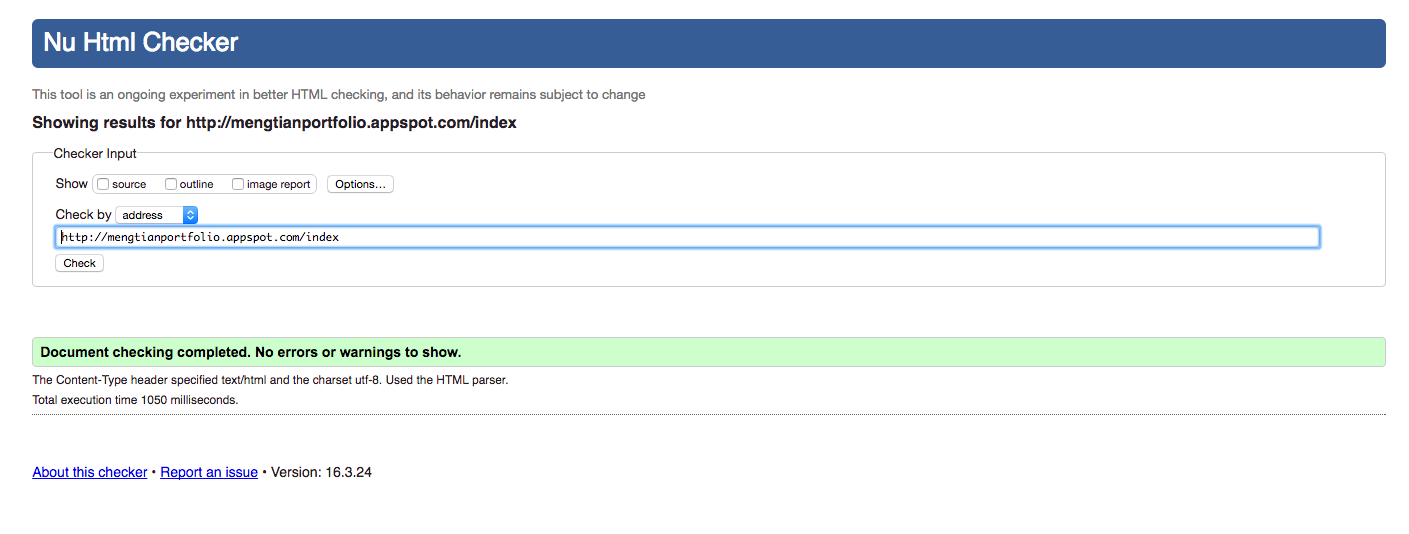 Nu Html Checker
This tool is an ongoing experiment in better HTML checking, and its behavior remains subject to change
Showing results for http://mengtianportfolio.appspot.com/index
Checker Input
Show source outline image report Options...
Check by address
http://mengtianportfolio.appspot.com/index
Check
Document checking completed. No errors or warnings to show.
The Content-Type header specified text/html and the charset utf-8. Used the HTML parser.
Total execution time 1050 milliseconds.
About this checker • Report an issue • Version: 16.3.24